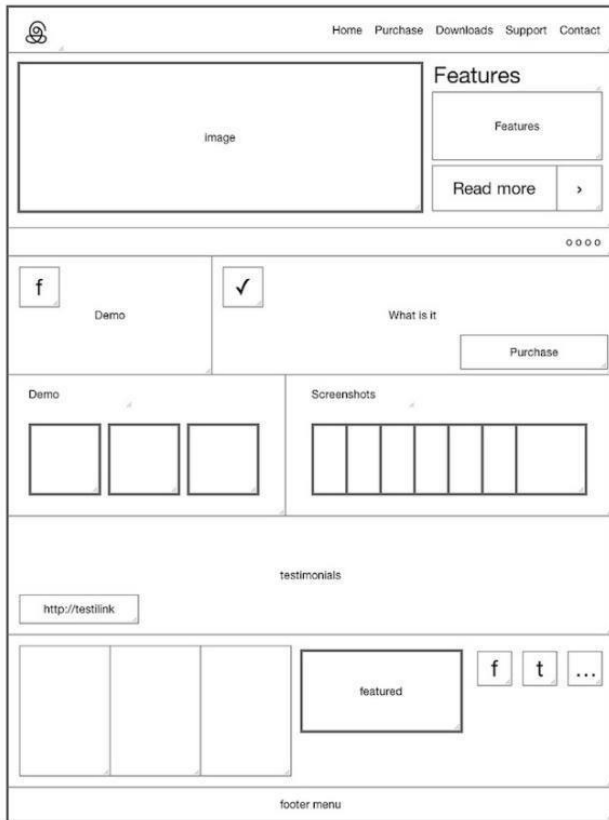 Home Purchase Downloads Support Contact
Features
image
Features
Read more ›
o o o o
f
✓
Demo
What is it
Purchase
Demo
Screenshots
testimonials
http://testilink
f t ...
featured
footer menu